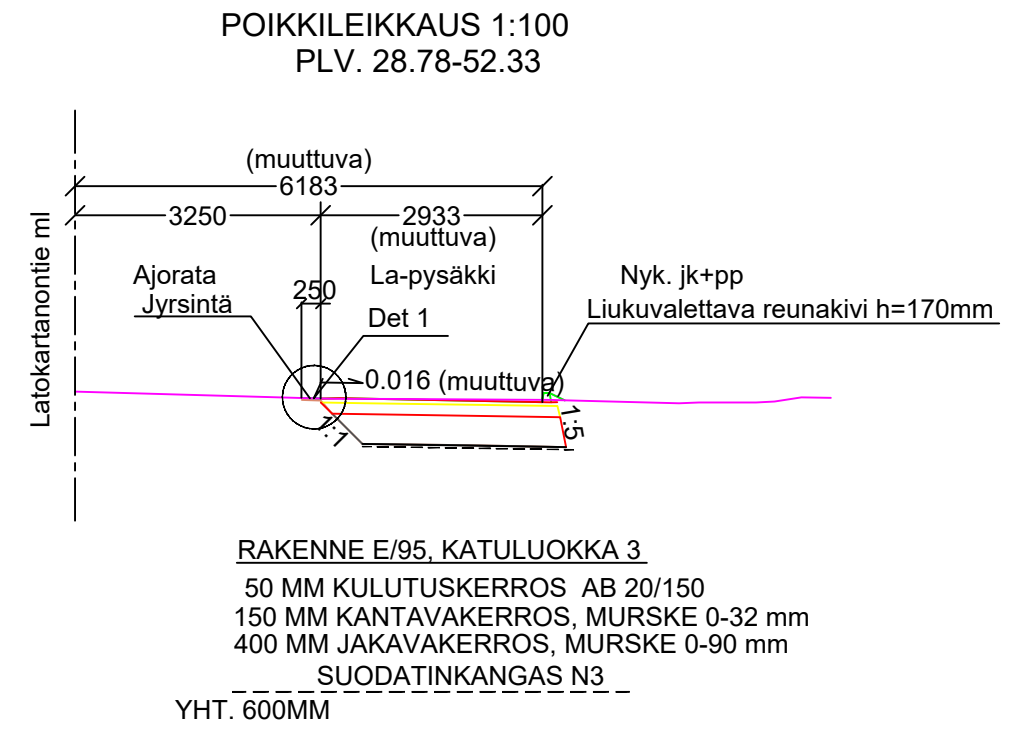 POIKKILEIKKAUS 1:100
PLV. 28.78-52.33
(muuttuva)
6183
3250
2933
(muuttuva)
Latokartanontie ml
Ajorata
Jyrsintä
250
La-pysäkki
Det 1
Nyk. jk+pp
Liukuvalettava reunakivi h=170mm
0.016 (muuttuva)
1:1
1:5
RAKENNE E/95, KATULUOKKA 3
50 MM KULUTUSKERROS AB 20/150
150 MM KANTAVAKERROS, MURSKE 0-32 mm
400 MM JAKAVAKERROS, MURSKE 0-90 mm
SUODATINKANGAS N3
YHT. 600MM